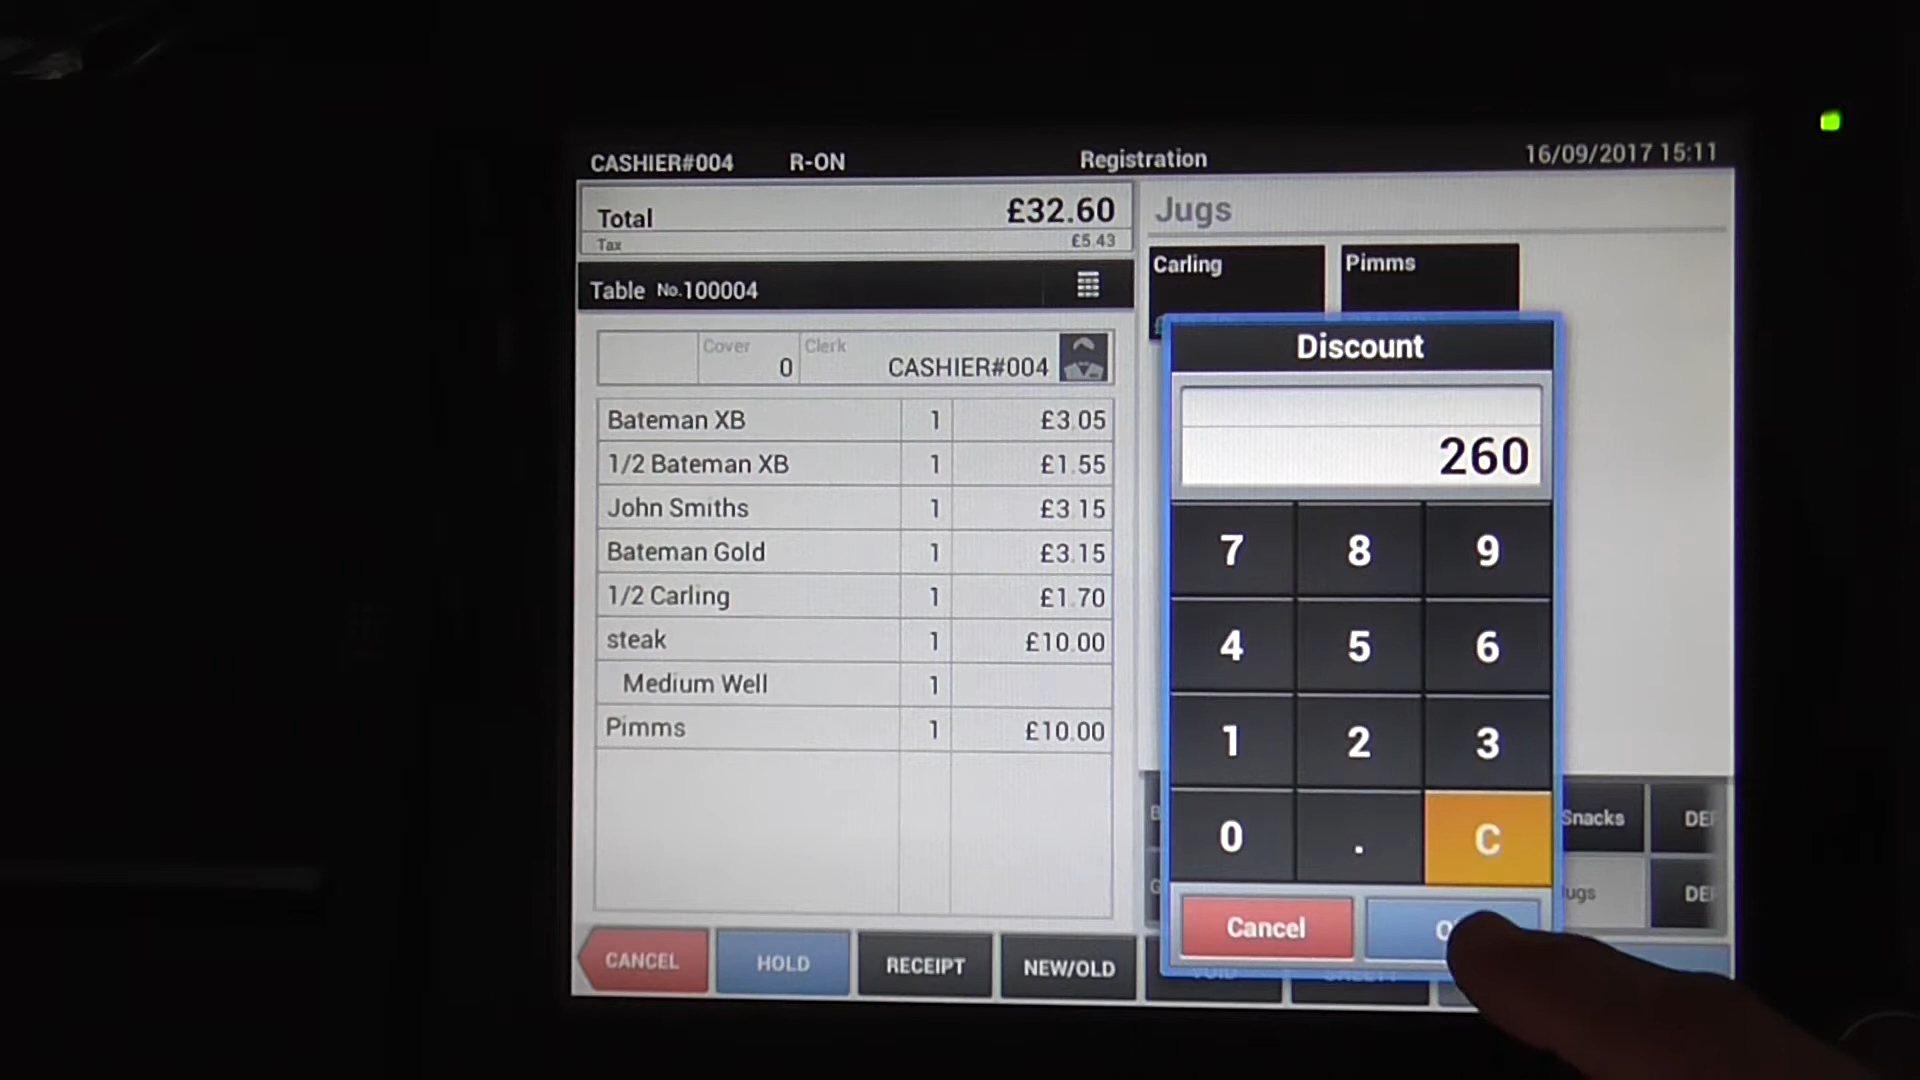 CASHIER#004 R-ON Registration 16/09/2017 15:11
Total £32.60
Tax £5.43
Table No.100004
Cover 0 Clerk CASHIER#004
Bateman XB 1 £3.05
1/2 Bateman XB 1 £1.55
John Smiths 1 £3.15
Bateman Gold 1 £3.15
1/2 Carling 1 £1.70
steak 1 £10.00
Medium Well 1
Pimms 1 £10.00
CANCEL HOLD RECEIPT NEW/OLD
Jugs
Carling Pimms
Discount
260
7 8 9
4 5 6
1 2 3
0 . C
Cancel
Snacks
Jugs
VOID